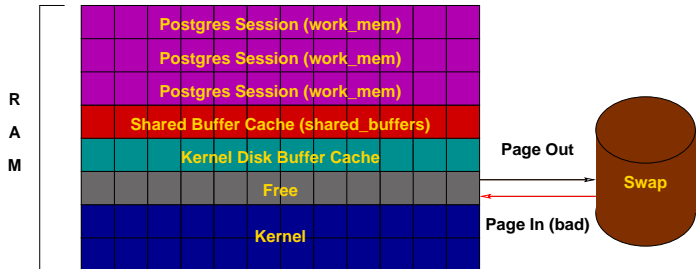 Postgres Session (work_mem)
Postgres Session (work_mem)
Postgres Session (work_mem)
Shared Buffer Cache (shared_buffers)
Kernel Disk Buffer Cache
Free
Kernel
R
A
M
Page Out
Swap
Page In (bad)